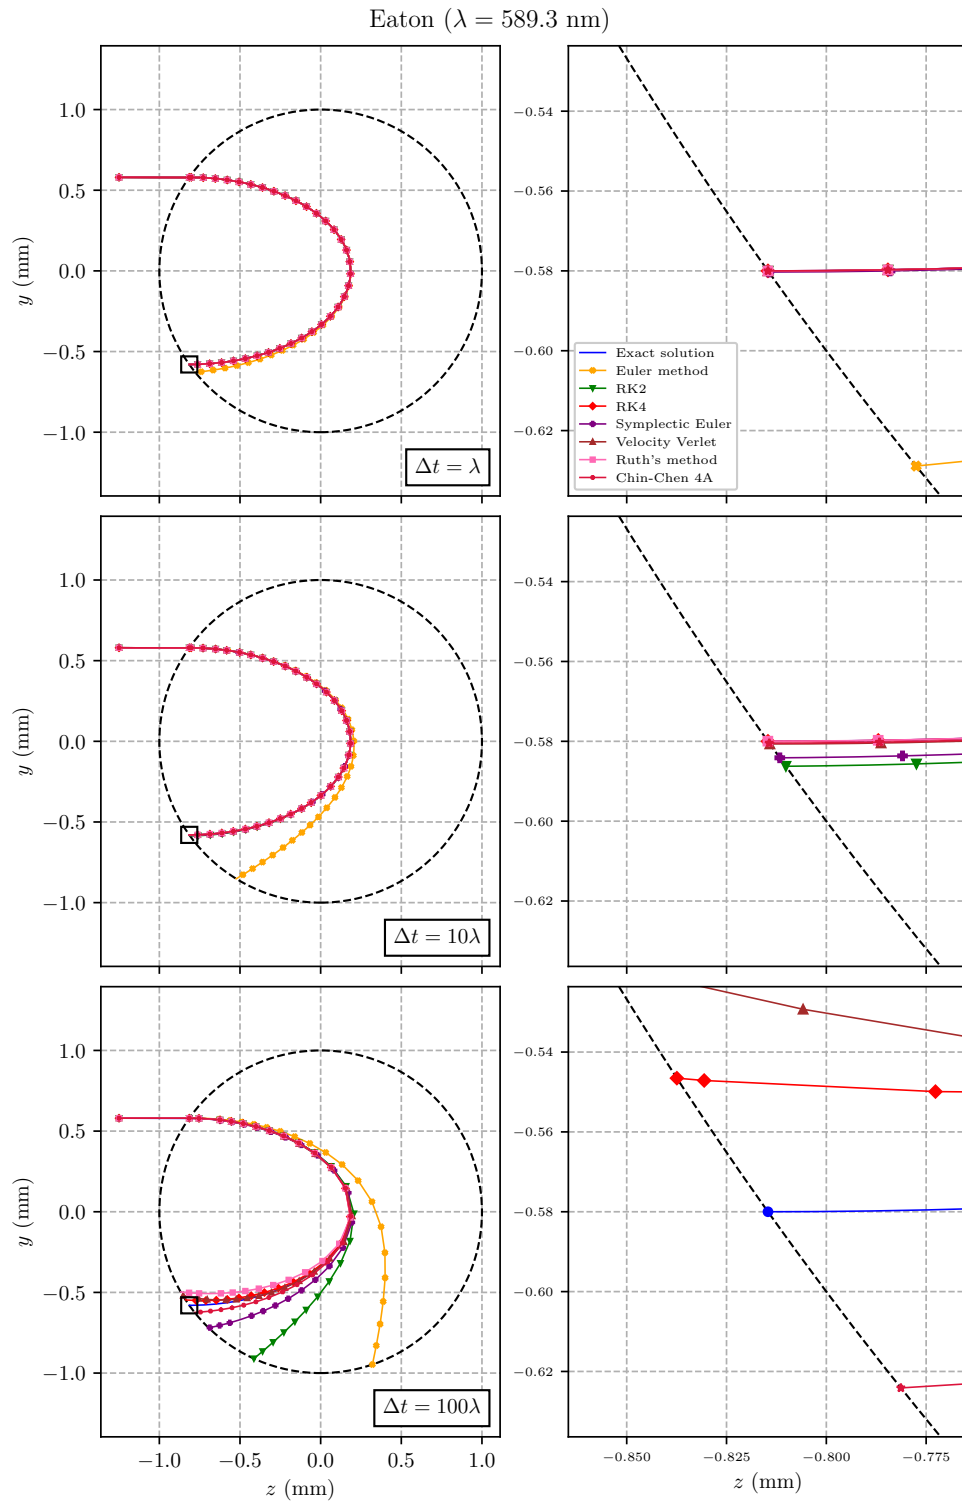 Eaton (λ = 589.3 nm)
1.0
0.5
0.0
−0.5
−1.0
y (mm)
Δt = λ
−0.54
−0.56
−0.58
−0.60
−0.62
Exact solution
Euler method
RK2
RK4
Symplectic Euler
Velocity Verlet
Ruth's method
Chin-Chen 4A
1.0
0.5
0.0
−0.5
−1.0
y (mm)
Δt = 10λ
−0.54
−0.56
−0.58
−0.60
−0.62
1.0
0.5
0.0
−0.5
−1.0
y (mm)
Δt = 100λ
−1.0 −0.5 0.0 0.5 1.0
z (mm)
−0.54
−0.56
−0.58
−0.60
−0.62
−0.850 −0.825 −0.800 −0.775
z (mm)